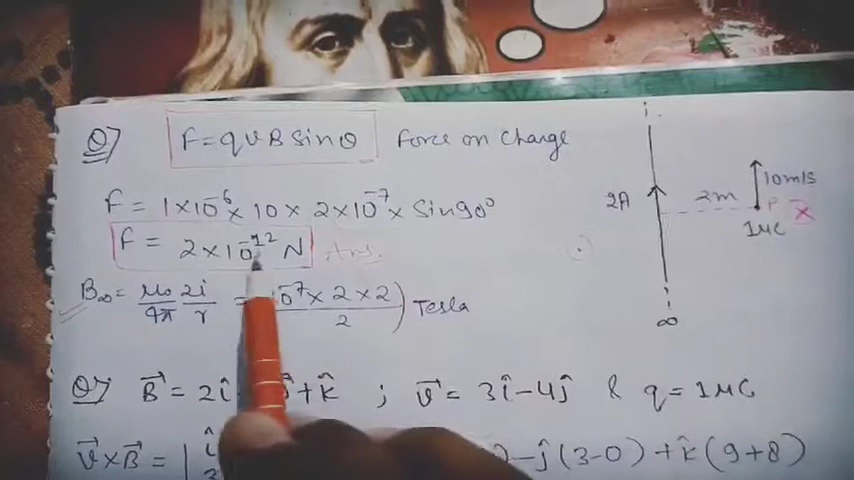 Q7 F = qVB Sinθ Force on Charge
F = 1×10⁻⁶ × 10 × 2×10⁻⁷ × Sin90°
F = 2×10⁻¹² N Ans.
B∞ = μ₀/4π 2i/r = 10⁻⁷×2×2/2) Tesla
2A 2m 10m/s
P x
1μC
∞
Q7 B⃗ = 2î + k̂ ; V⃗ = 3î-4ĵ & q = 1μC
V⃗×B⃗ = | î -ĵ(3-0) + k̂(9+8)